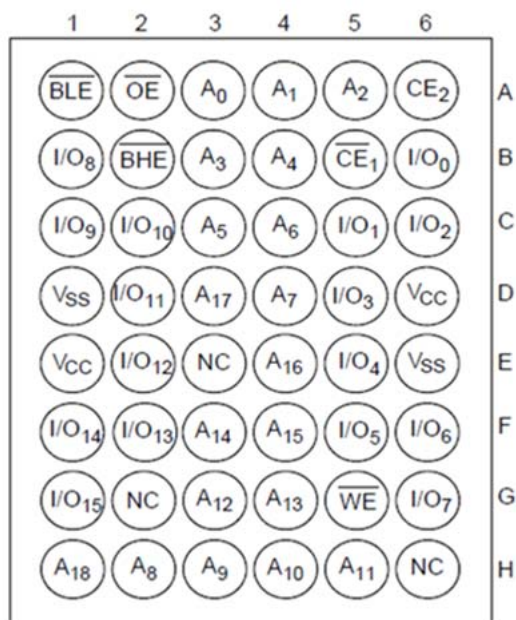 1 2 3 4 5 6
BLE OE A0 A1 A2 CE2 A
I/O8 BHE A3 A4 CE1 I/O0 B
I/O9 I/O10 A5 A6 I/O1 I/O2 C
VSS I/O11 A17 A7 I/O3 VCC D
VCC I/O12 NC A16 I/O4 VSS E
I/O14 I/O13 A14 A15 I/O5 I/O6 F
I/O15 NC A12 A13 WE I/O7 G
A18 A8 A9 A10 A11 NC H